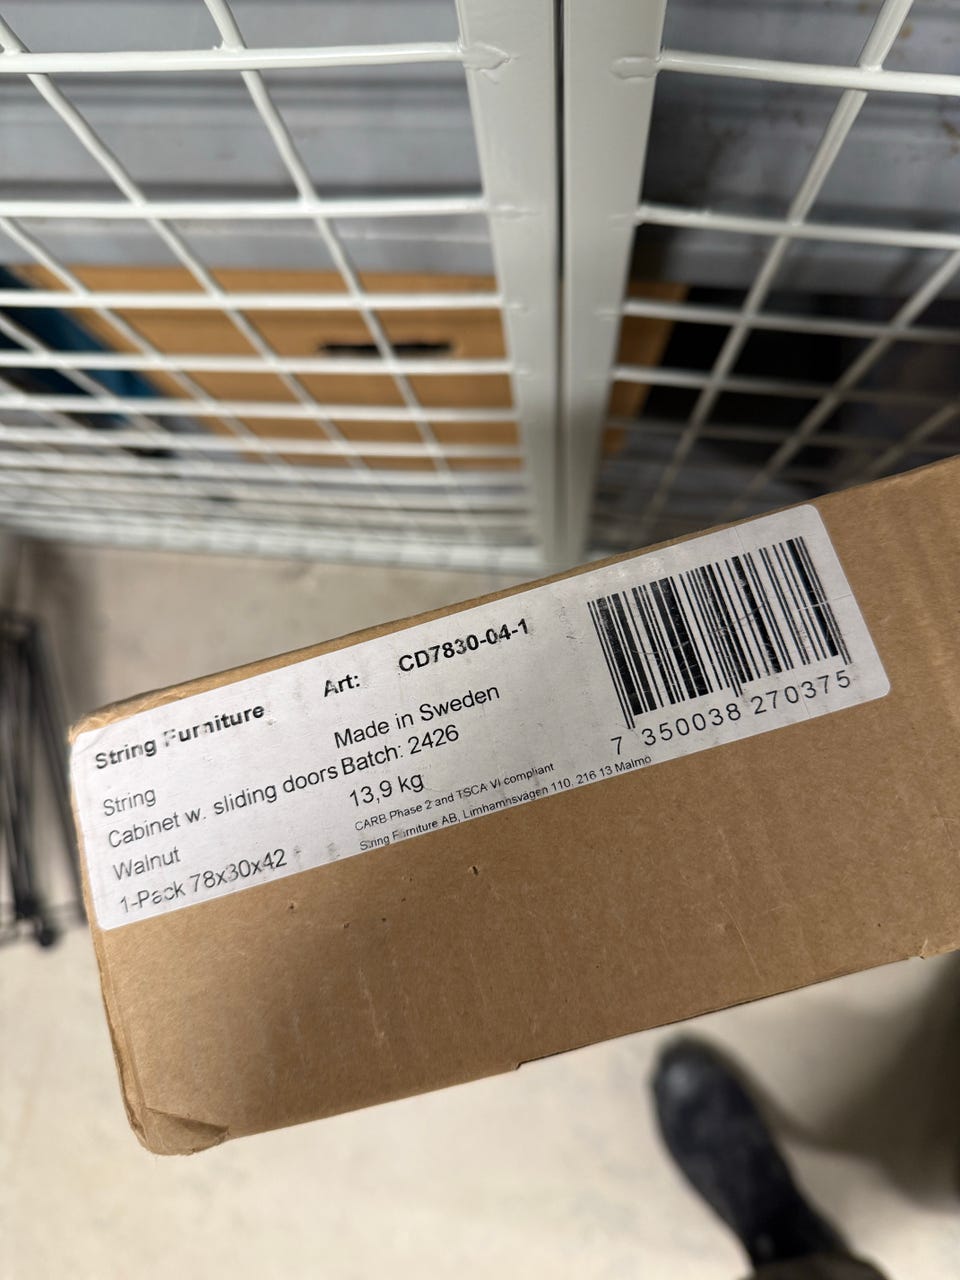 String Furniture
Art: CD7830-04-1
String
Cabinet w. sliding doors
Walnut
1-Pack 78x30x42
Made in Sweden
Batch: 2426
13,9 kg
CARB Phase 2 and TSCA VI compliant
String Furniture AB, Limhamnsvägen 110, 216 13 Malmö
7 350038 270375